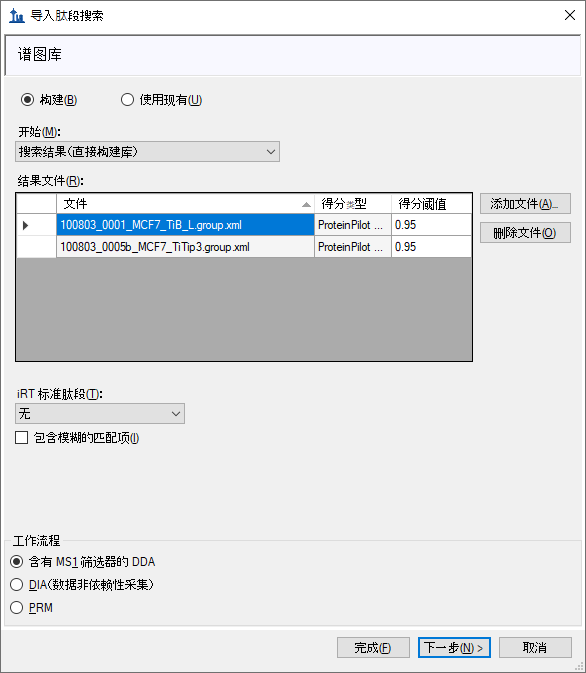 导入肽段搜索
谱图库
构建(B) 使用现有(U)
开始(M):
搜索结果(直接构建库)
结果文件(R):
文件 得分类型 得分阈值
100803_0001_MCF7_TiB_L.group.xml ProteinPilot ... 0.95
100803_0005b_MCF7_TiTip3.group.xml ProteinPilot ... 0.95
添加文件(A)...
删除文件(O)
iRT 标准肽段(T):
无
包含模糊的匹配项(I)
工作流程
含有 MS1 筛选器的 DDA
DIA(数据非依赖性采集)
PRM
完成(F) 下一步(N) > 取消